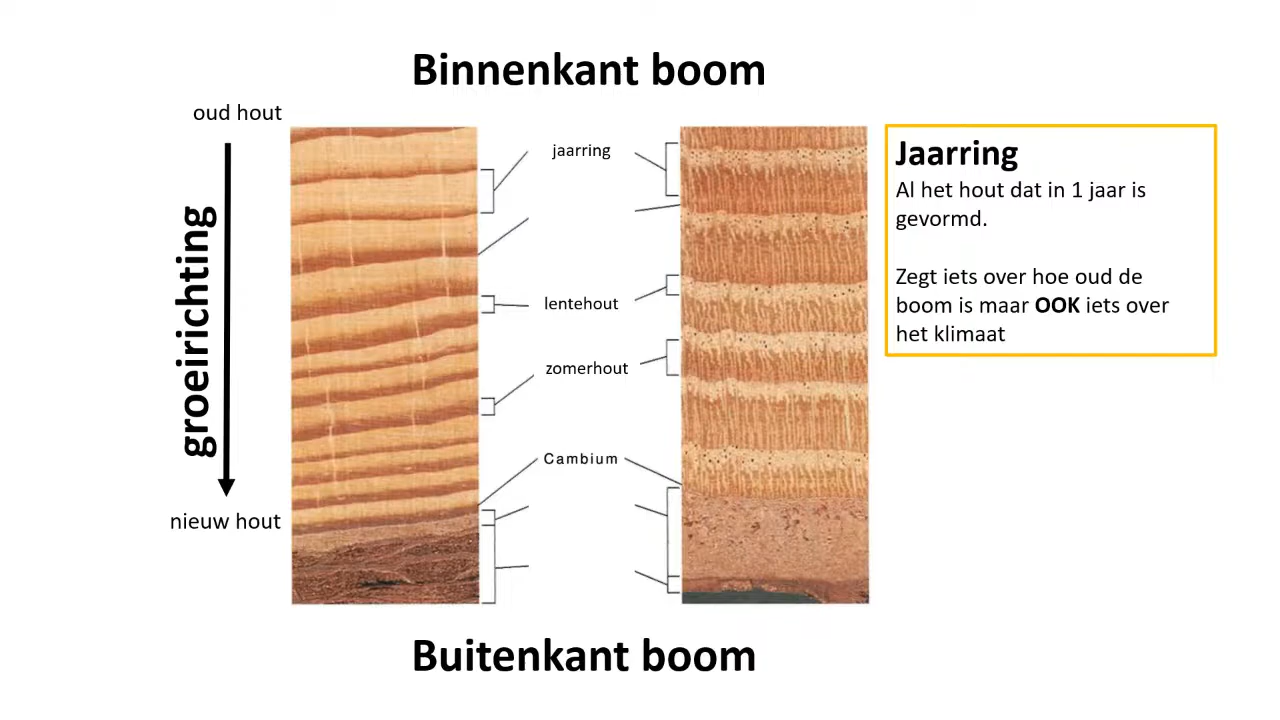 Binnenkant boom
oud hout
groeirichting
nieuw hout
jaarring
lentehout
zomerhout
Cambium
Jaarring
Al het hout dat in 1 jaar is
gevormd.
Zegt iets over hoe oud de
boom is maar OOK iets over
het klimaat
Buitenkant boom